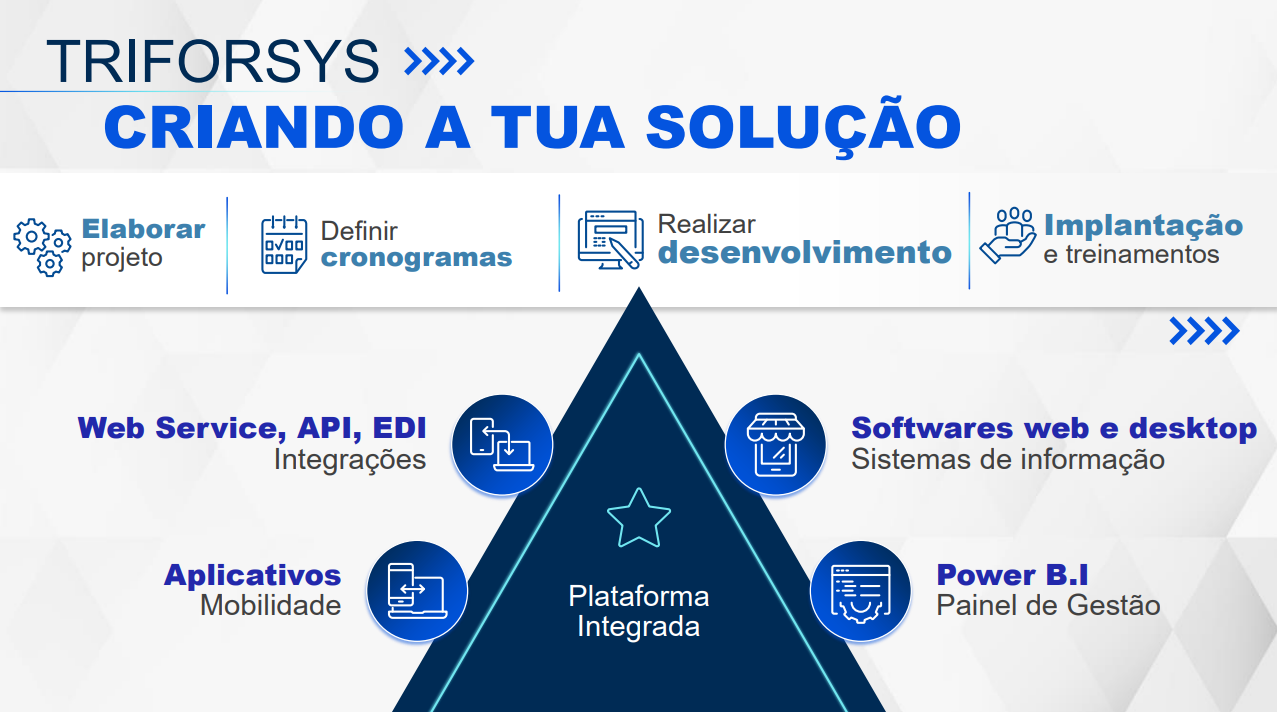 TRIFORSYS
CRIANDO A TUA SOLUÇÃO
Elaborar
projeto
Definir
cronogramas
Realizar
desenvolvimento
Implantação
e treinamentos
Web Service, API, EDI
Integrações
Softwares web e desktop
Sistemas de informação
Aplicativos
Mobilidade
Plataforma
Integrada
Power B.I
Painel de Gestão